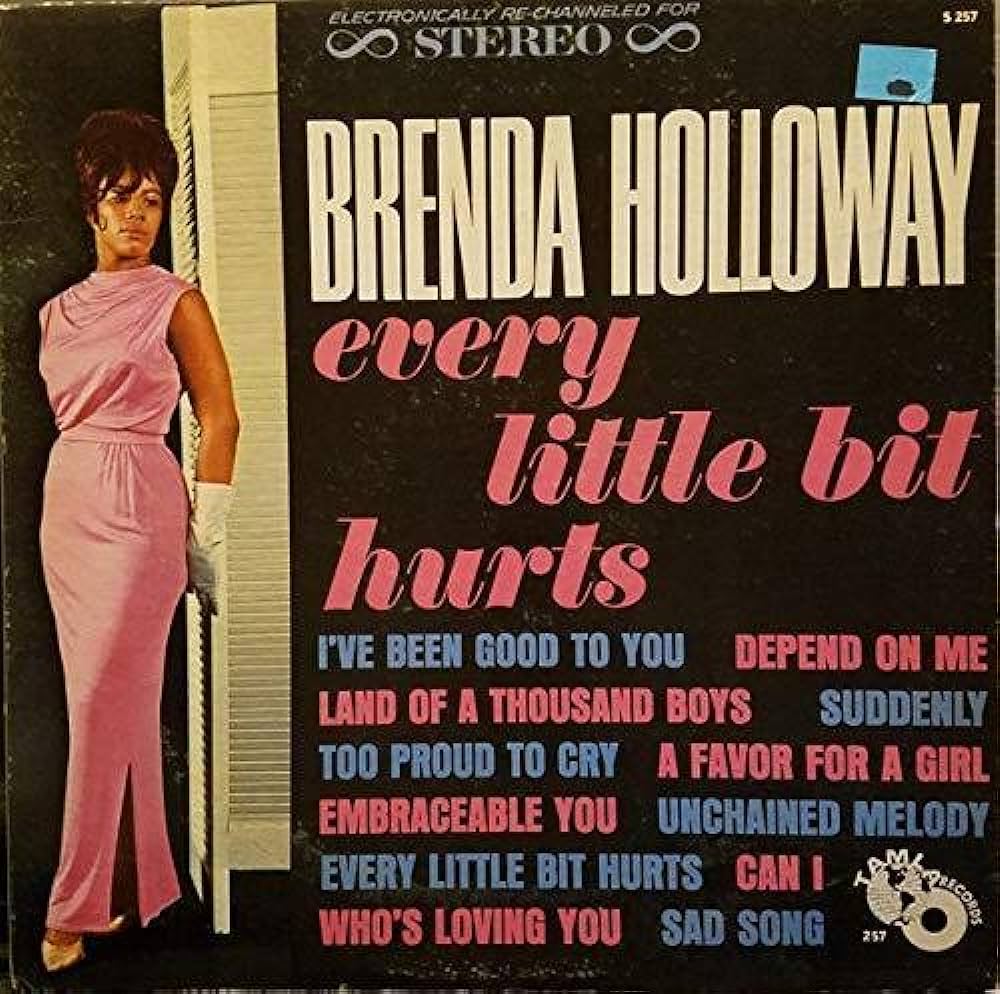 ELECTRONICALLY RE-CHANNELED FOR
STEREO
S 257
BRENDA HOLLOWAY
every
little bit
hurts
I'VE BEEN GOOD TO YOU DEPEND ON ME
LAND OF A THOUSAND BOYS SUDDENLY
TOO PROUD TO CRY A FAVOR FOR A GIRL
EMBRACEABLE YOU UNCHAINED MELODY
EVERY LITTLE BIT HURTS CAN I
WHO'S LOVING YOU SAD SONG
TAMLA RECORDS
257